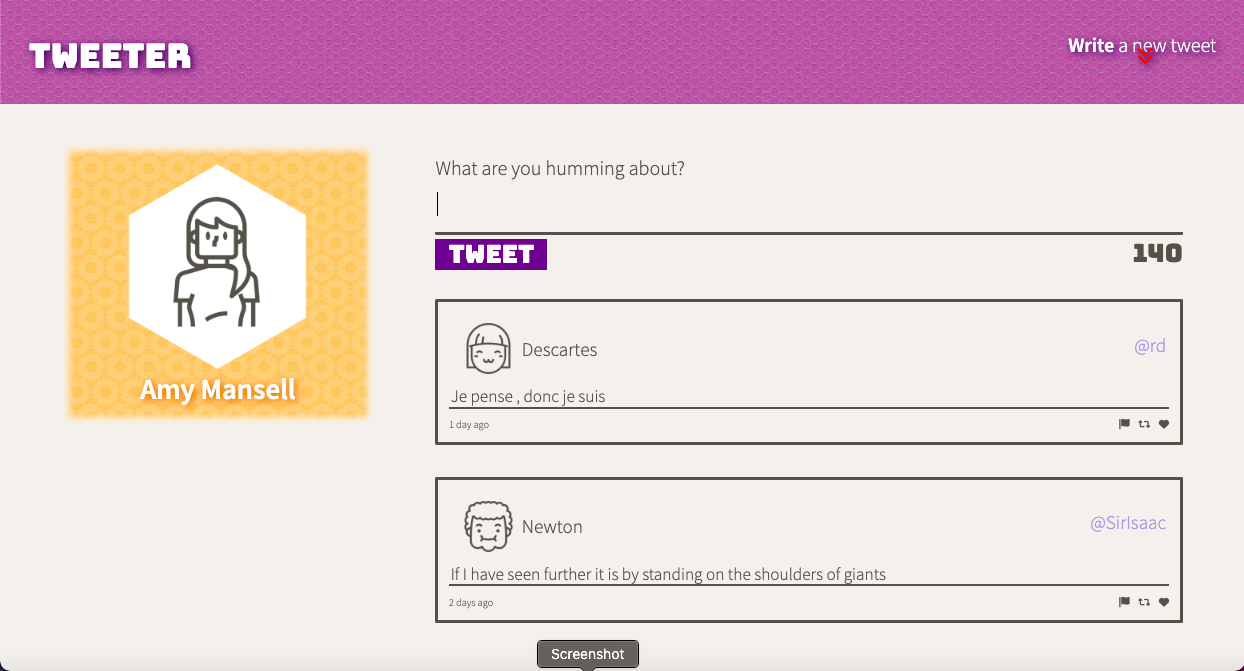 TWEETER
Write a new tweet
Amy Mansell
What are you humming about?
TWEET
140
Descartes
@rd
Je pense , donc je suis
1 day ago
Newton
@SirIsaac
If I have seen further it is by standing on the shoulders of giants
2 days ago
Screenshot